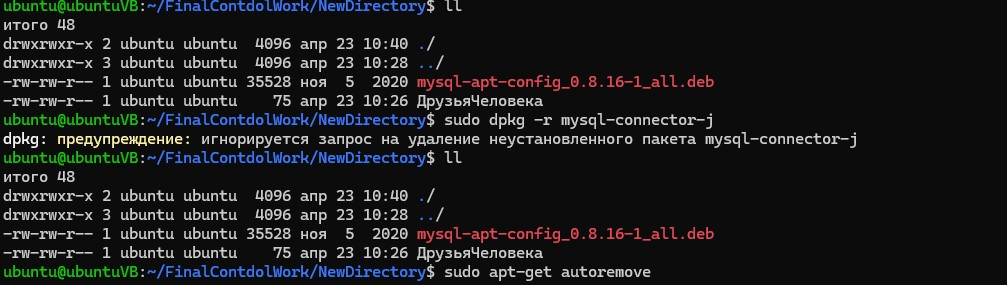 ubuntu@ubuntuVB:~/FinalContdolWork/NewDirectory$ ll
итого 48
drwxrwxr-x 2 ubuntu ubuntu  4096 апр 23 10:40 ./
drwxrwxr-x 3 ubuntu ubuntu  4096 апр 23 10:28 ../
-rw-rw-r-- 1 ubuntu ubuntu 35528 ноя  5  2020 mysql-apt-config_0.8.16-1_all.deb
-rw-rw-r-- 1 ubuntu ubuntu    75 апр 23 10:26 ДрузьяЧеловека
ubuntu@ubuntuVB:~/FinalContdolWork/NewDirectory$ sudo dpkg -r mysql-connector-j
dpkg: предупреждение: игнорируется запрос на удаление неустановленного пакета mysql-connector-j
ubuntu@ubuntuVB:~/FinalContdolWork/NewDirectory$ ll
итого 48
drwxrwxr-x 2 ubuntu ubuntu  4096 апр 23 10:40 ./
drwxrwxr-x 3 ubuntu ubuntu  4096 апр 23 10:28 ../
-rw-rw-r-- 1 ubuntu ubuntu 35528 ноя  5  2020 mysql-apt-config_0.8.16-1_all.deb
-rw-rw-r-- 1 ubuntu ubuntu    75 апр 23 10:26 ДрузьяЧеловека
ubuntu@ubuntuVB:~/FinalContdolWork/NewDirectory$ sudo apt-get autoremove